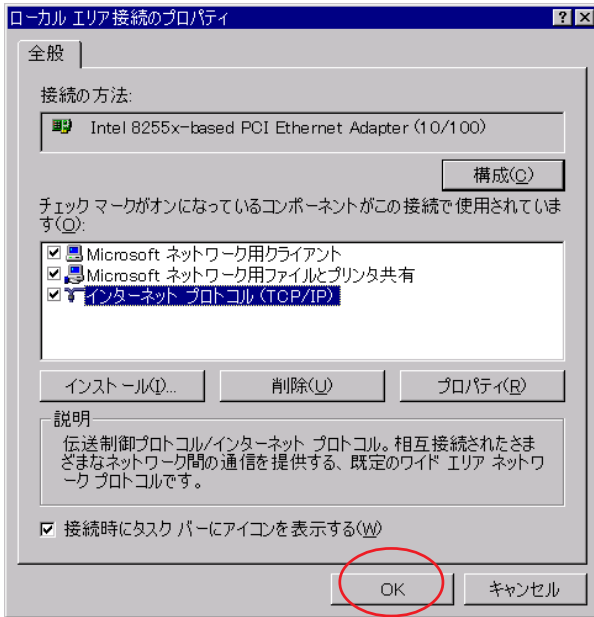 ローカル エリア接続のプロパティ
全般
接続の方法:
Intel 8255x-based PCI Ethernet Adapter (10/100)
構成(C)
チェック マークがオンになっているコンポーネントがこの接続で使用されていま
す(O):
Microsoft ネットワーク用クライアント
Microsoft ネットワーク用ファイルとプリンタ共有
インターネット プロトコル (TCP/IP)
インストール(I)... 削除(U) プロパティ(R)
説明
伝送制御プロトコル/インターネット プロトコル。相互接続されたさま
ざまなネットワーク間の通信を提供する、既定のワイド エリア ネットワ
ーク プロトコルです。
接続時にタスク バーにアイコンを表示する(W)
OK キャンセル